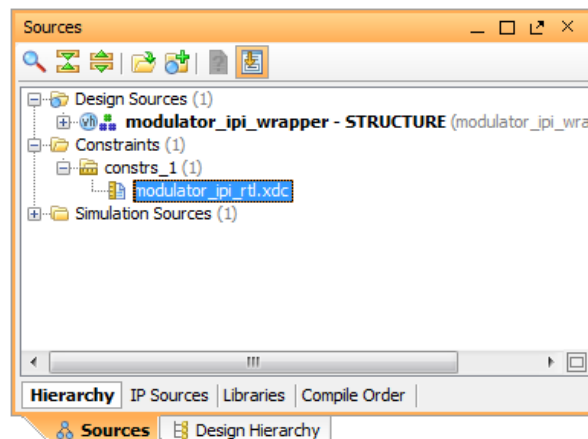 Sources
Design Sources (1)
modulator_ipi_wrapper - STRUCTURE (modulator_ipi_wra
Constraints (1)
constrs_1 (1)
modulator_ipi_rtl.xdc
Simulation Sources (1)
Hierarchy IP Sources Libraries Compile Order
Sources Design Hierarchy